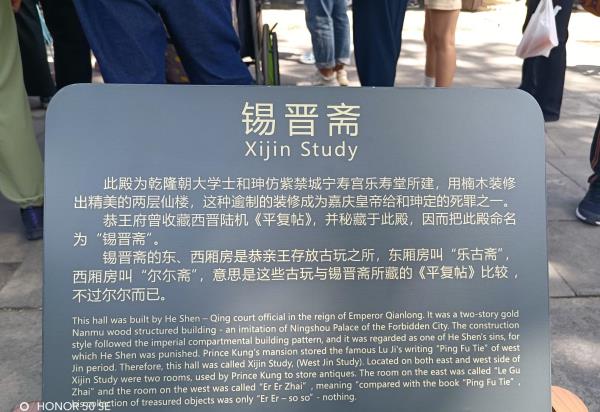 锡晋斋
Xijin Study
此殿为乾隆朝大学士和珅仿紫禁城宁寿宫乐寿堂所建，用楠木装修
出精美的两层仙楼，这种逾制的装修成为嘉庆皇帝给和珅定的死罪之一。
恭王府曾收藏西晋陆机《平复帖》，并秘藏于此殿，因而把此殿命名
为“锡晋斋”。
锡晋斋的东、西厢房是恭亲王存放古玩之所，东厢房叫“乐古斋”，
西厢房叫“尔尔斋”，意思是这些古玩与锡晋斋所藏的《平复帖》比较，
不过尔尔而已。
This hall was built by He Shen – Qing court official in the reign of Emperor Qianlong. It was a two-story gold
Nanmu wood structured building - an imitation of Ningshou Palace of the Forbidden City. The construction
style followed the imperial compartmental building pattern, and it was regarded as one of He Shen's sins, for
which He Shen was punished. Prince Kung's mansion stored the famous Lu Ji's writing "Ping Fu Tie" of west
Jin period. Therefore, this hall was called Xijin Study, (West Jin Study). Located on both east and west side of
Xijin Study were two rooms, used by Prince Kung to store antiques. The room on the east was called "Le Gu
Zhai" and the room on the west was called "Er Er Zhai" , meaning "compared with the book "Ping Fu Tie" ,
collection of treasured objects was only "Er Er – so so" - nothing.
HONOR 50 SE